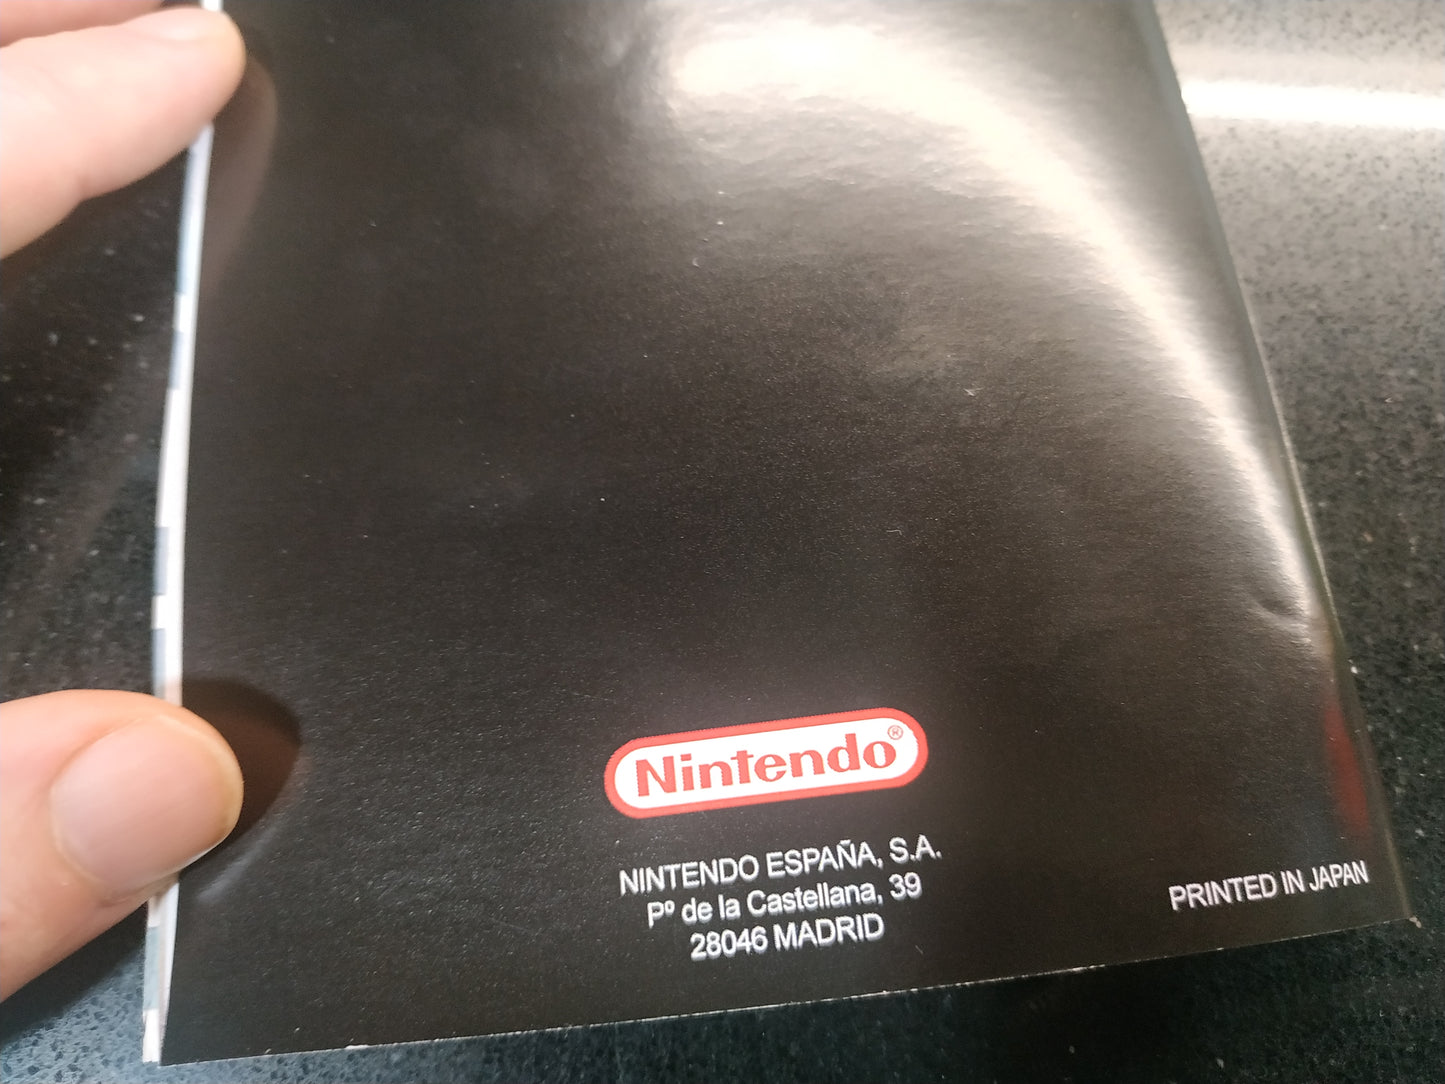 Nintendo®
NINTENDO ESPAÑA, S.A.
Pº de la Castellana, 39
28046 MADRID
PRINTED IN JAPAN